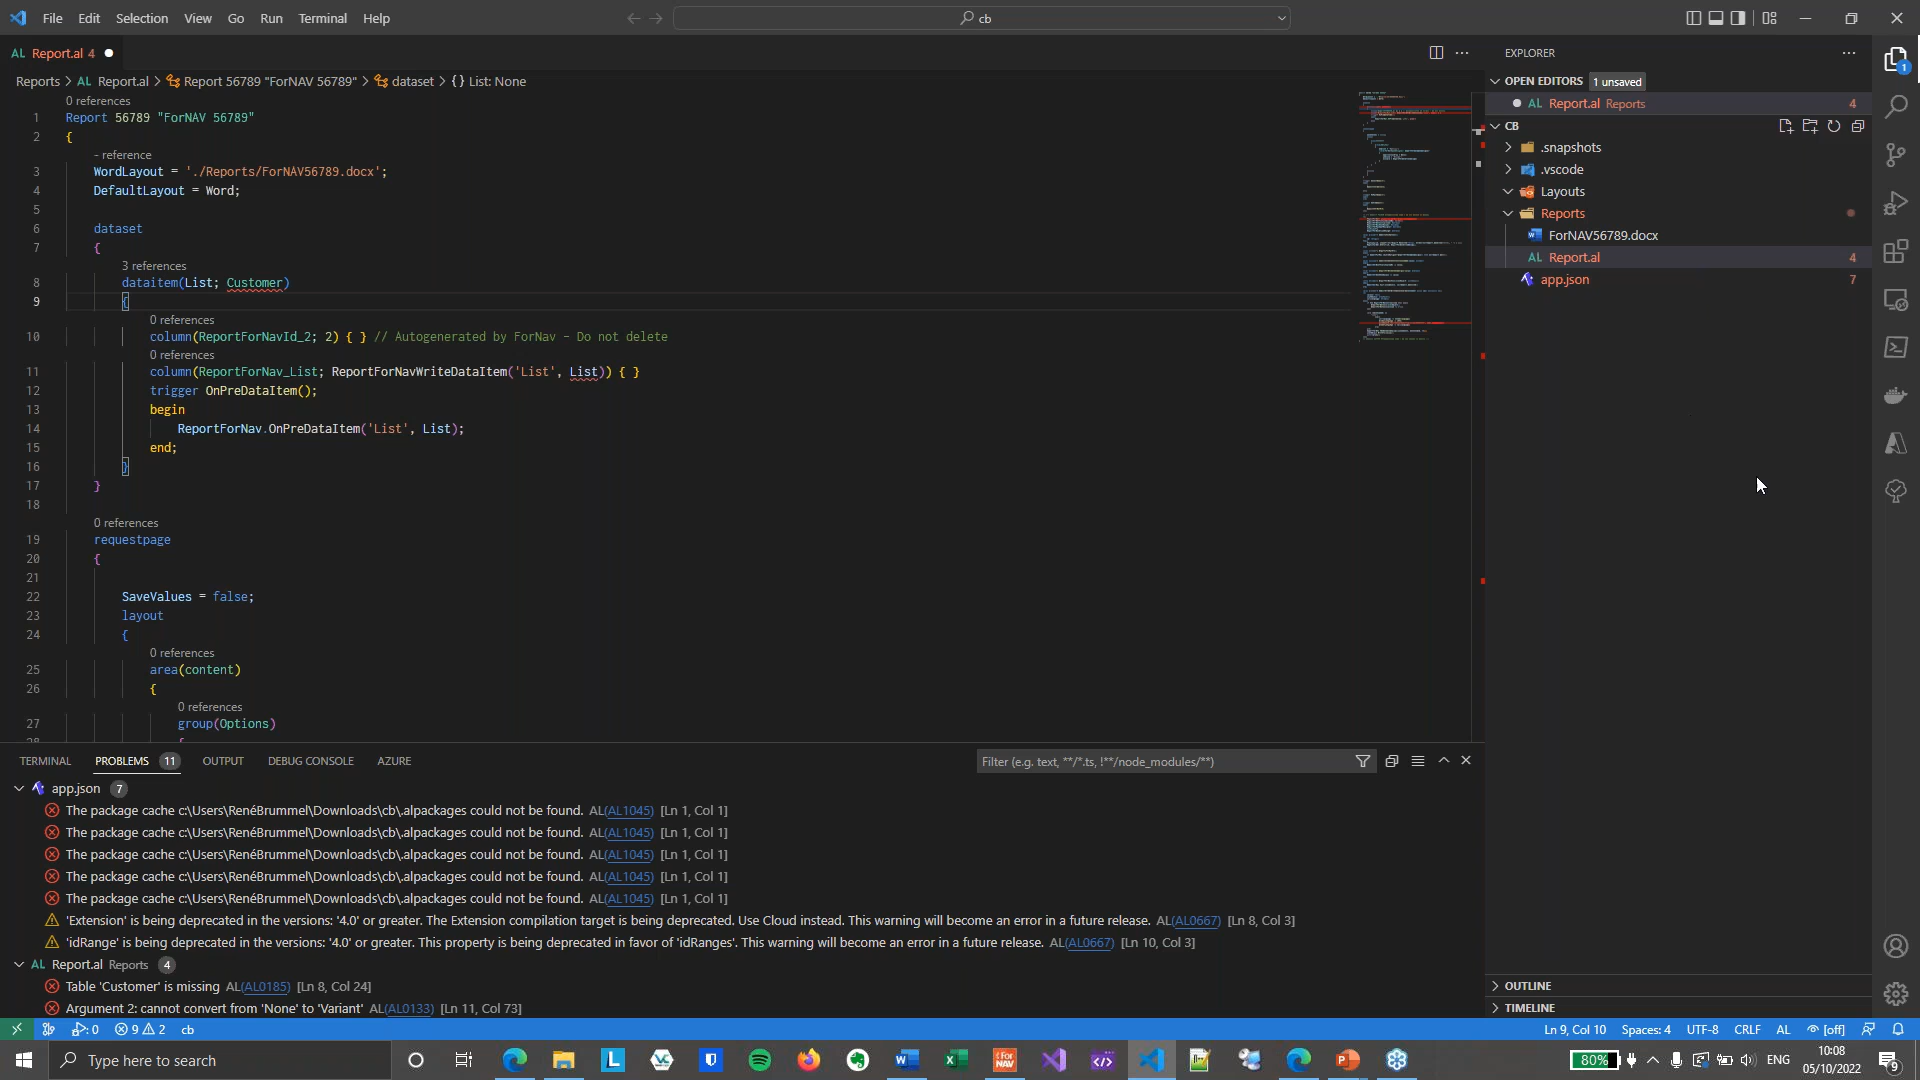 File Edit Selection View Go Run Terminal Help
cb
AL Report.al 4
Reports > AL Report.al > Report 56789 "ForNAV 56789" > dataset > {} List: None
0 references
1 Report 56789 "ForNAV 56789"
2 {
- reference
3 WordLayout = './Reports/ForNAV56789.docx';
4 DefaultLayout = Word;
5
6 dataset
7 {
3 references
8 dataitem(List; Customer)
9 {
0 references
10 column(ReportForNavId_2; 2) { } // Autogenerated by ForNav - Do not delete
0 references
11 column(ReportForNav_List; ReportForNavWriteDataItem('List', List)) { }
12 trigger OnPreDataItem();
13 begin
14 ReportForNav.OnPreDataItem('List', List);
15 end;
16 }
17 }
18
0 references
19 requestpage
20 {
21
22 SaveValues = false;
23 layout
24 {
0 references
25 area(content)
26 {
0 references
27 group(Options)
28 {
EXPLORER
OPEN EDITORS 1 unsaved
AL Report.al Reports 4
CB
.snapshots
.vscode
Layouts
Reports
ForNAV56789.docx
AL Report.al 4
app.json 7
OUTLINE
TIMELINE
1
TERMINAL PROBLEMS 11 OUTPUT DEBUG CONSOLE AZURE
Filter (e.g. text, **/*.ts, !**/node_modules/**)
app.json 7
The package cache c:\Users\RenéBrummel\Downloads\cb\.alpackages could not be found. AL(AL1045) [Ln 1, Col 1]
The package cache c:\Users\RenéBrummel\Downloads\cb\.alpackages could not be found. AL(AL1045) [Ln 1, Col 1]
The package cache c:\Users\RenéBrummel\Downloads\cb\.alpackages could not be found. AL(AL1045) [Ln 1, Col 1]
The package cache c:\Users\RenéBrummel\Downloads\cb\.alpackages could not be found. AL(AL1045) [Ln 1, Col 1]
The package cache c:\Users\RenéBrummel\Downloads\cb\.alpackages could not be found. AL(AL1045) [Ln 1, Col 1]
'Extension' is being deprecated in the versions: '4.0' or greater. The Extension compilation target is being deprecated. Use Cloud instead. This warning will become an error in a future release. AL(AL0667) [Ln 8, Col 3]
'idRange' is being deprecated in the versions: '4.0' or greater. This property is being deprecated in favor of 'idRanges'. This warning will become an error in a future release. AL(AL0667) [Ln 10, Col 3]
AL Report.al Reports 4
Table 'Customer' is missing AL(AL0185) [Ln 8, Col 24]
Argument 2: cannot convert from 'None' to 'Variant' AL(AL0133) [Ln 11, Col 73]
0 9 2 cb
Ln 9, Col 10 Spaces: 4 UTF-8 CRLF AL [off]
Type here to search
L
for NAV
80%
ENG
10:08
05/10/2022
9